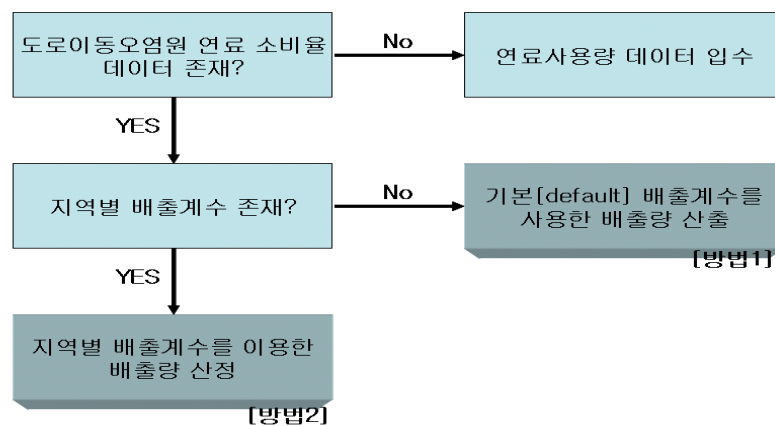 도로이동오염원 연료 소비율
데이터 존재?
No
연료사용량 데이터 입수
YES
지역별 배출계수 존재?
No
기본[default] 배출계수를
사용한 배출량 산출
[방법1]
YES
지역별 배출계수를 이용한
배출량 산정
[방법2]